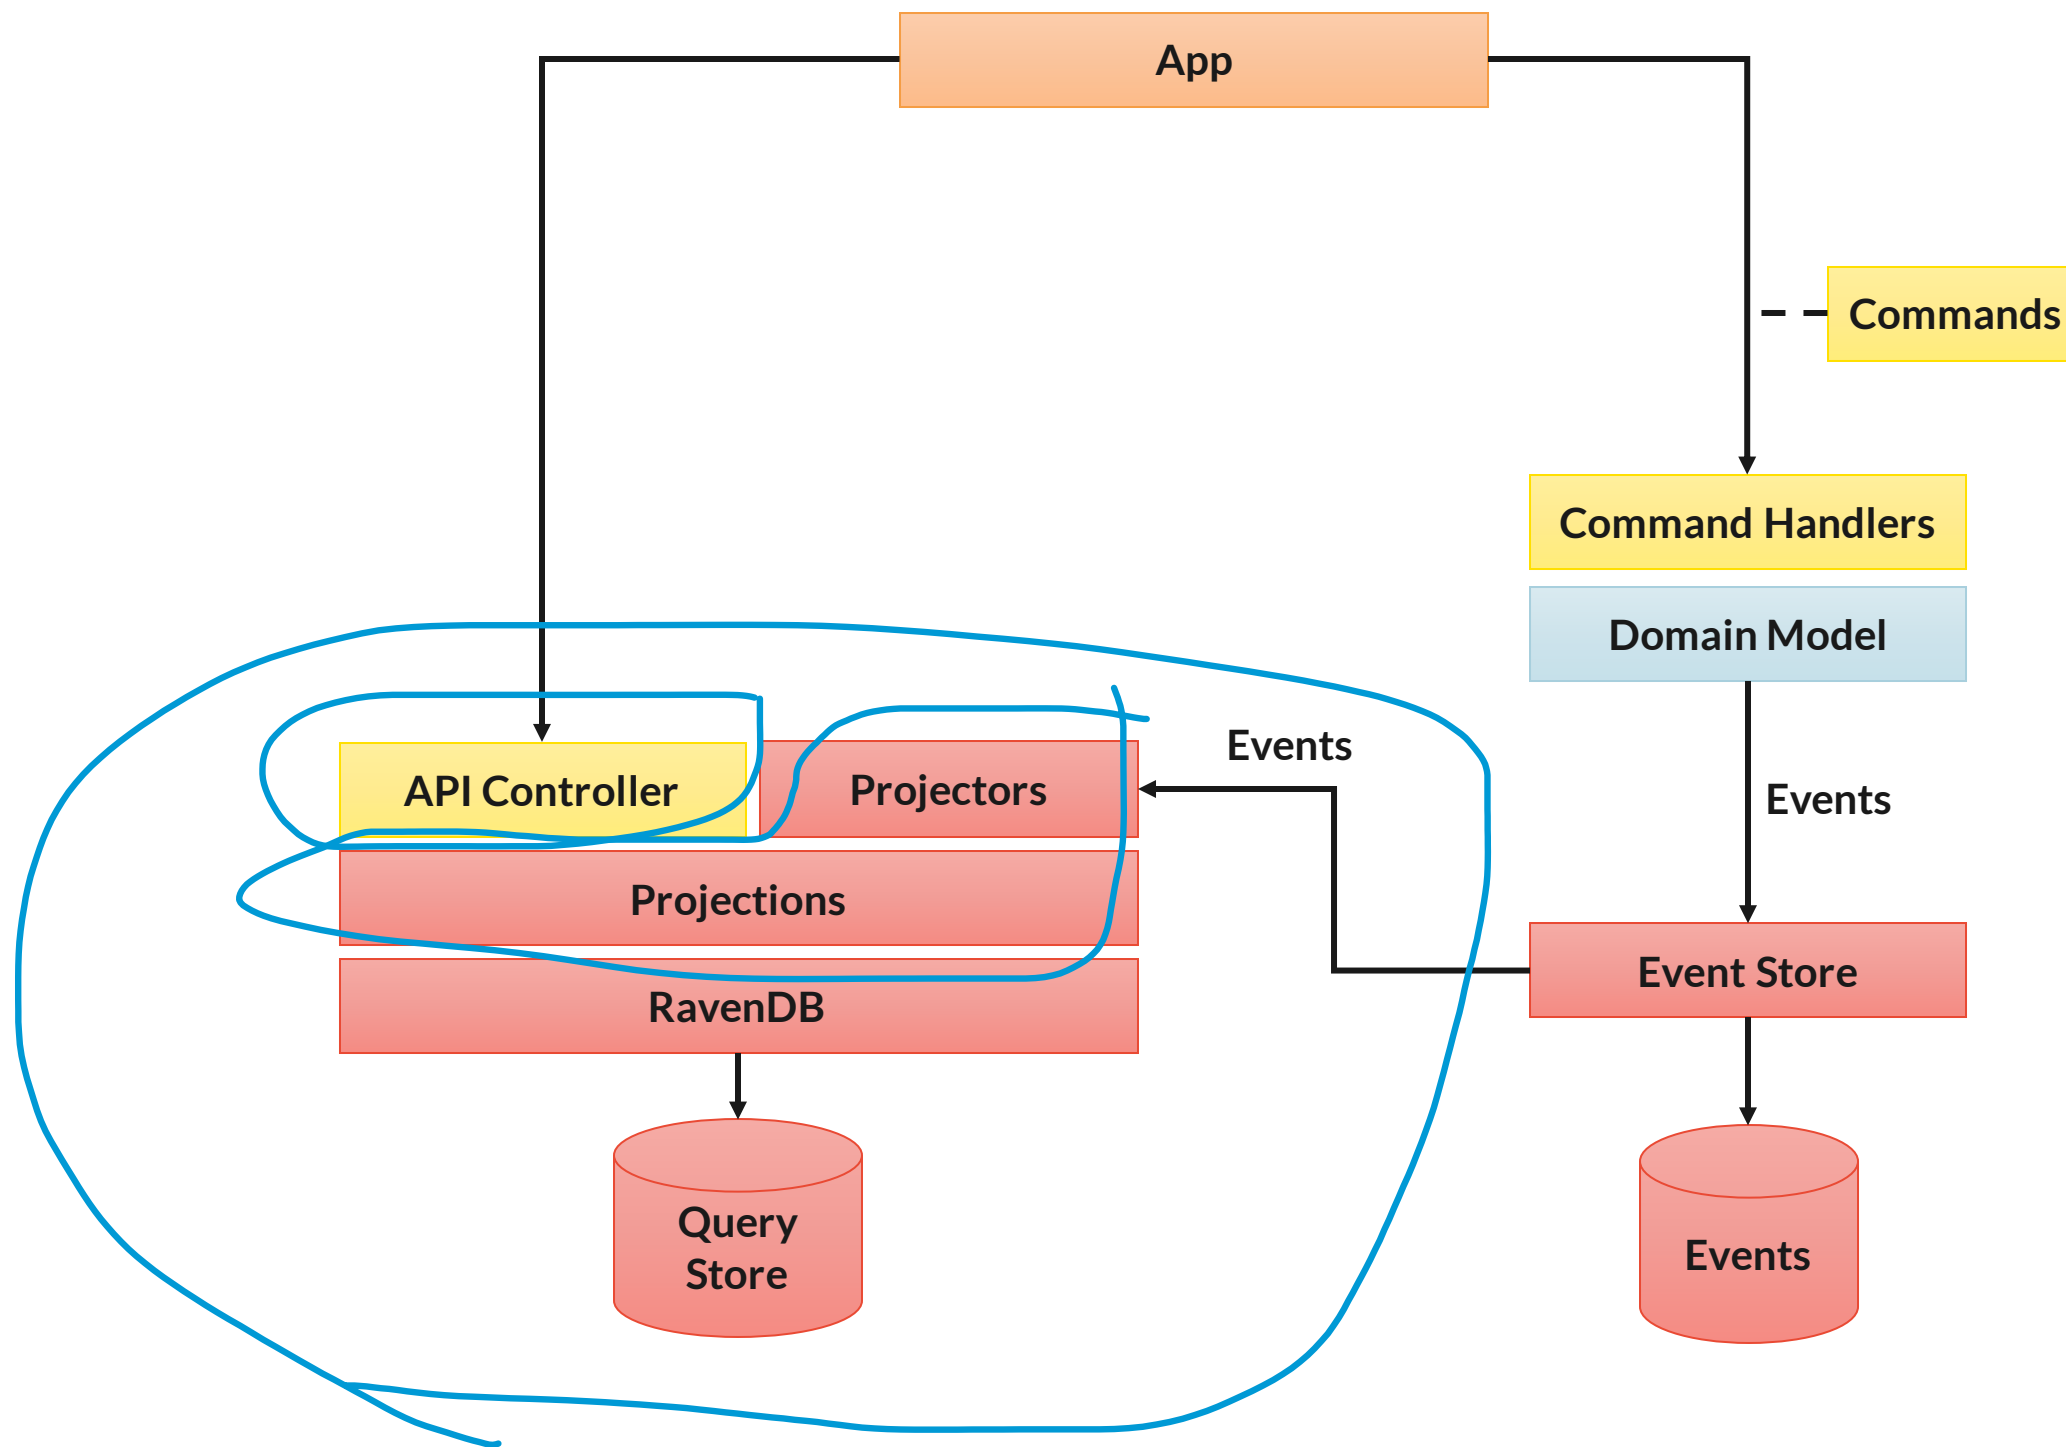 App
Commands
Command Handlers
Domain Model
Events
Events
API Controller
Projectors
Projections
RavenDB
Event Store
Query
Store
Events